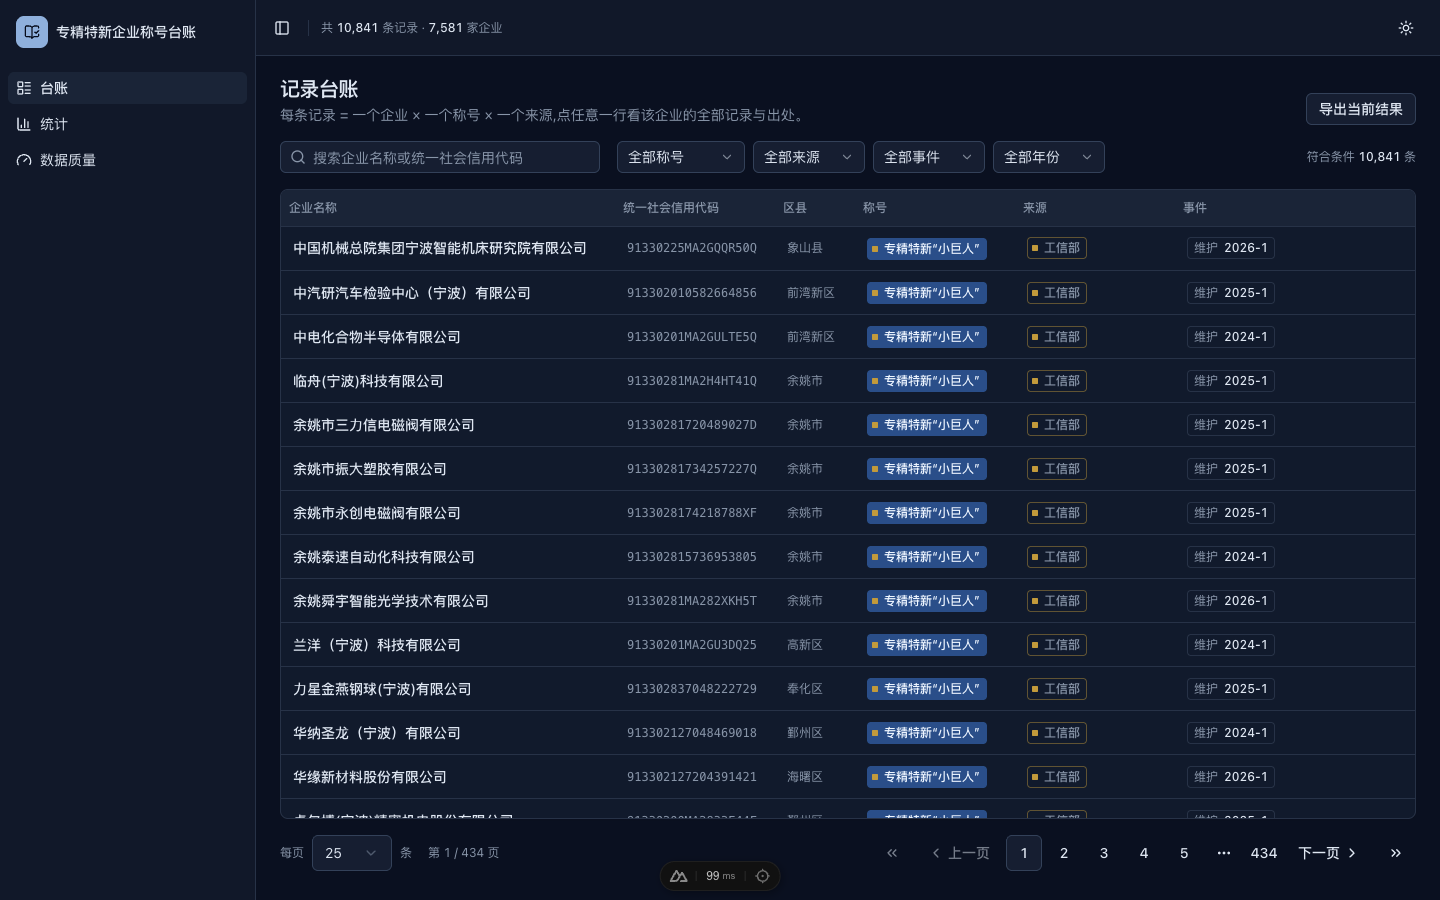 专精特新企业称号台账
台账
统计
数据质量
共 10,841 条记录 · 7,581 家企业
记录台账
每条记录 = 一个企业 × 一个称号 × 一个来源,点任意一行看该企业的全部记录与出处。
导出当前结果
搜索企业名称或统一社会信用代码
全部称号 全部来源 全部事件 全部年份
符合条件 10,841 条
企业名称 统一社会信用代码 区县 称号 来源 事件
中国机械总院集团宁波智能机床研究院有限公司 91330225MA2GQQR50Q 象山县 专精特新“小巨人” 工信部 维护 2026-1
中汽研汽车检验中心（宁波）有限公司 913302010582664856 前湾新区 专精特新“小巨人” 工信部 维护 2025-1
中电化合物半导体有限公司 91330201MA2GULTE5Q 前湾新区 专精特新“小巨人” 工信部 维护 2024-1
临舟(宁波)科技有限公司 91330281MA2H4HT41Q 余姚市 专精特新“小巨人” 工信部 维护 2025-1
余姚市三力信电磁阀有限公司 91330281720489027D 余姚市 专精特新“小巨人” 工信部 维护 2025-1
余姚市振大塑胶有限公司 91330281734257227Q 余姚市 专精特新“小巨人” 工信部 维护 2025-1
余姚市永创电磁阀有限公司 9133028174218788XF 余姚市 专精特新“小巨人” 工信部 维护 2025-1
余姚泰速自动化科技有限公司 913302815736953805 余姚市 专精特新“小巨人” 工信部 维护 2024-1
余姚舜宇智能光学技术有限公司 91330281MA282XKH5T 余姚市 专精特新“小巨人” 工信部 维护 2026-1
兰洋（宁波）科技有限公司 91330201MA2GU3DQ25 高新区 专精特新“小巨人” 工信部 维护 2024-1
力星金燕钢球(宁波)有限公司 913302837048222729 奉化区 专精特新“小巨人” 工信部 维护 2025-1
华纳圣龙（宁波）有限公司 913302127048469018 鄞州区 专精特新“小巨人” 工信部 维护 2024-1
华缘新材料股份有限公司 913302127204391421 海曙区 专精特新“小巨人” 工信部 维护 2026-1
每页 25 条 第 1 / 434 页
上一页 1 2 3 4 5 ··· 434 下一页
99 ms